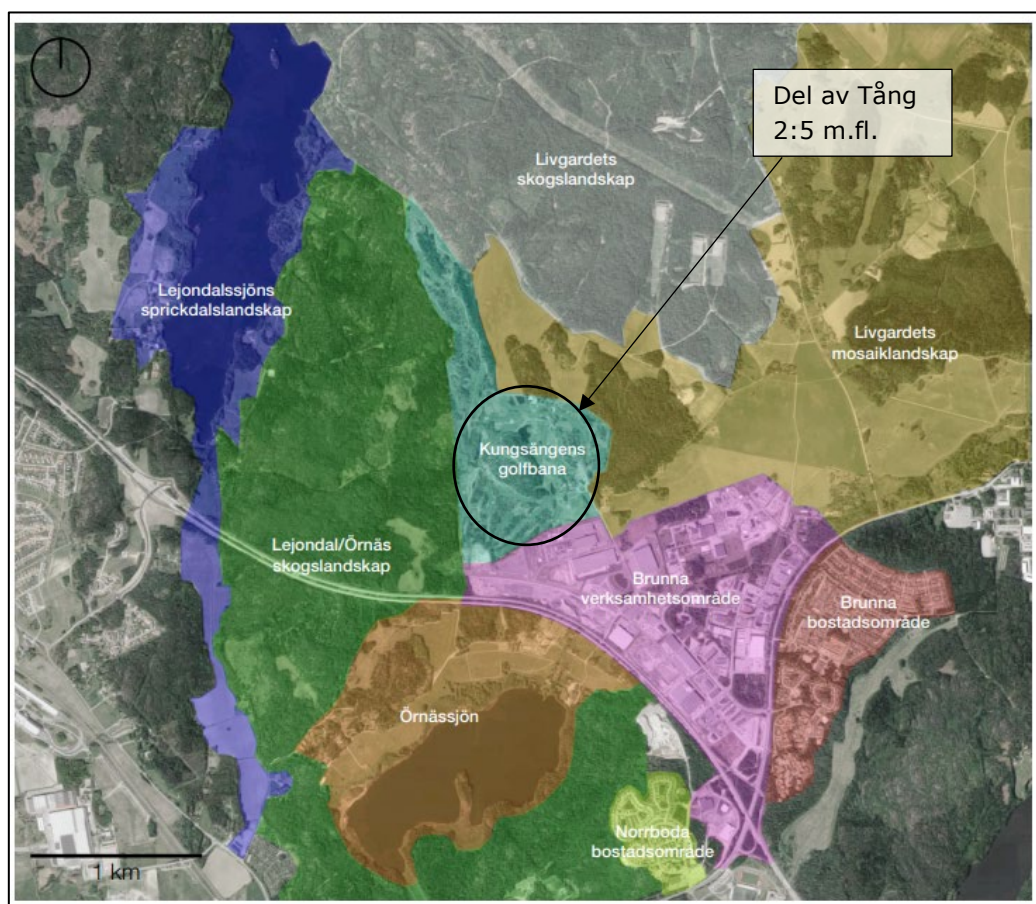 Del av Tång
2:5 m.fl.
Livgardets
skogslandskap
Lejondalssjöns
sprickdalslandskap
Livgardets
mosaiklandskap
Kungsängens
golfbana
Lejondal/Örnäs
skogslandskap
Brunna
verksamhetsområde
Brunna
bostadsområde
Örnässjön
Norrboda
bostadsområde
1 km